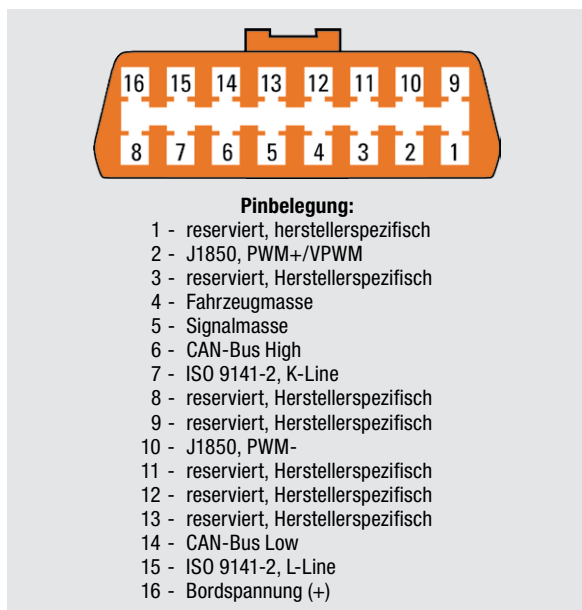 16 15 14 13 12 11 10 9
8 7 6 5 4 3 2 1
Pinbelegung:
1 - reserviert, herstellerspezifisch
2 - J1850, PWM+/VPWM
3 - reserviert, Herstellerspezifisch
4 - Fahrzeugmasse
5 - Signalmasse
6 - CAN-Bus High
7 - ISO 9141-2, K-Line
8 - reserviert, Herstellerspezifisch
9 - reserviert, Herstellerspezifisch
10 - J1850, PWM-
11 - reserviert, Herstellerspezifisch
12 - reserviert, Herstellerspezifisch
13 - reserviert, Herstellerspezifisch
14 - CAN-Bus Low
15 - ISO 9141-2, L-Line
16 - Bordspannung (+)